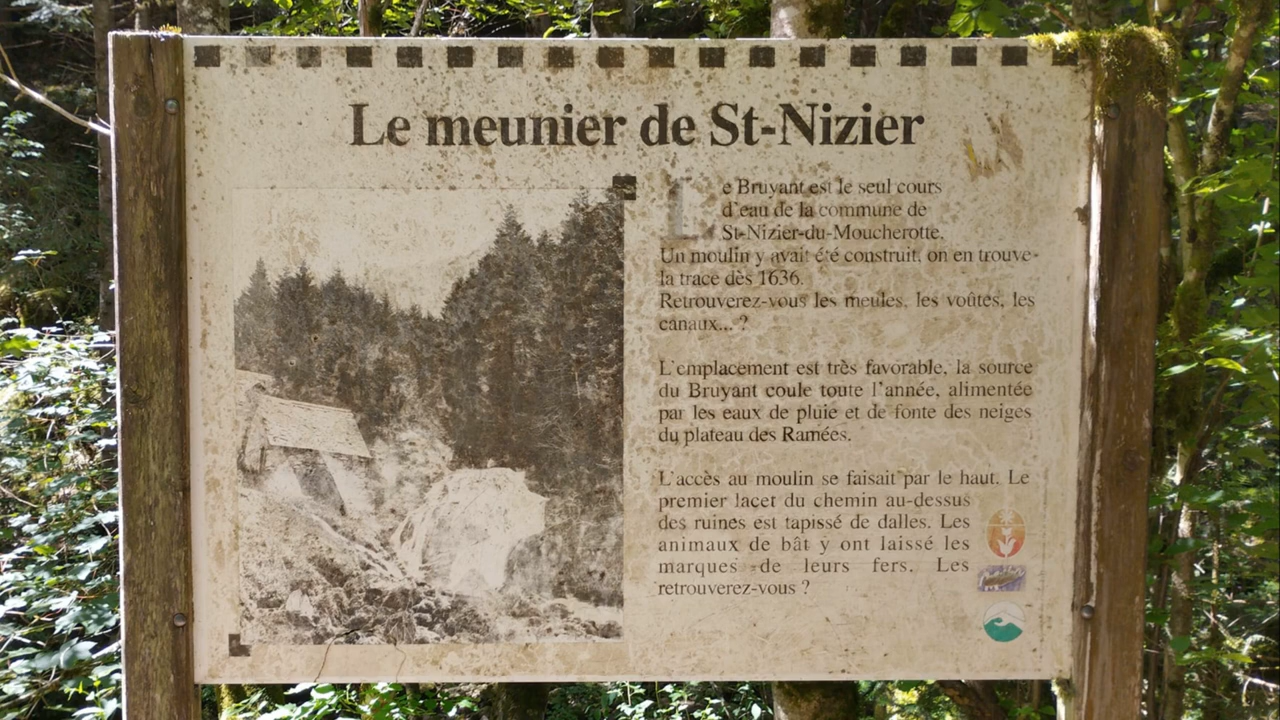 Le meunier de St-Nizier
Le Bruyant est le seul cours
d'eau de la commune de
St-Nizier-du-Moucherotte.
Un moulin y avait été construit, on en trouve
la trace dès 1636.
Retrouverez-vous les meules, les voûtes, les
canaux... ?
L'emplacement est très favorable, la source
du Bruyant coule toute l'année, alimentée
par les eaux de pluie et de fonte des neiges
du plateau des Ramées.
L'accès au moulin se faisait par le haut. Le
premier lacet du chemin au-dessus
des ruines est tapissé de dalles. Les
animaux de bât y ont laissé les
marques de leurs fers. Les
retrouverez-vous ?